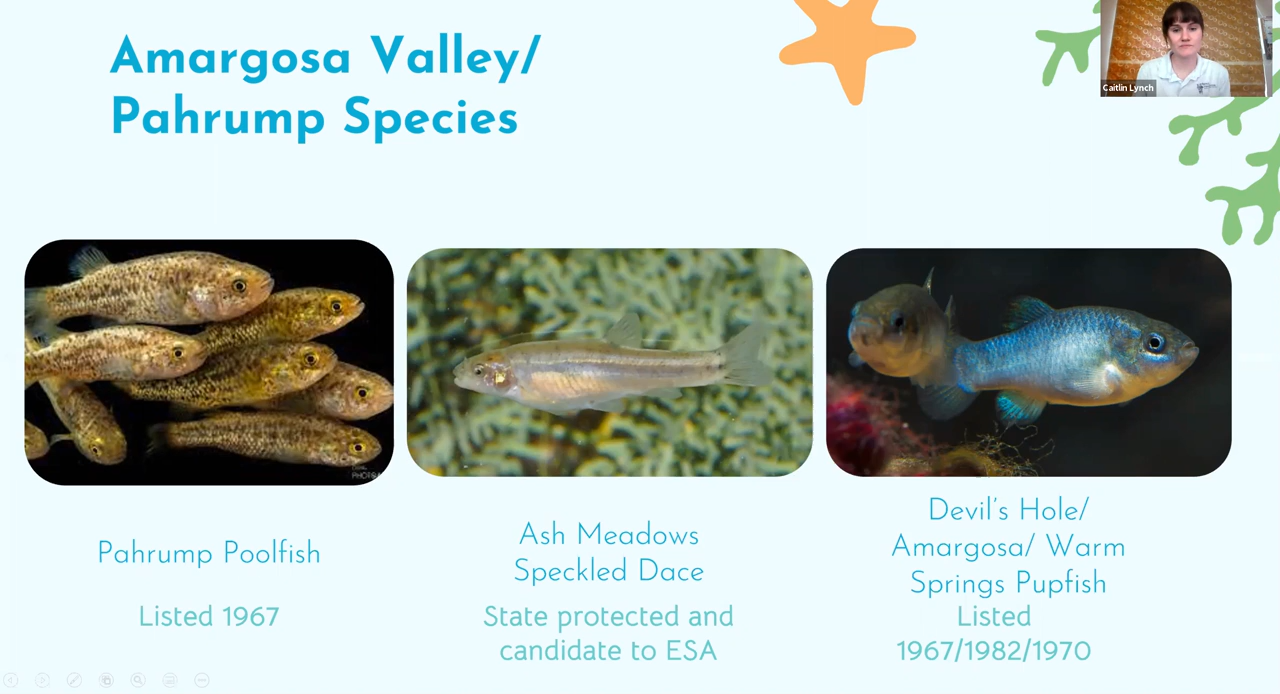 Amargosa Valley/
Pahrump Species
Caitlin Lynch
Pahrump Poolfish
Listed 1967
Ash Meadows
Speckled Dace
State protected and
candidate to ESA
Devil's Hole/
Amargosa/ Warm
Springs Pupfish
Listed
1967/1982/1970